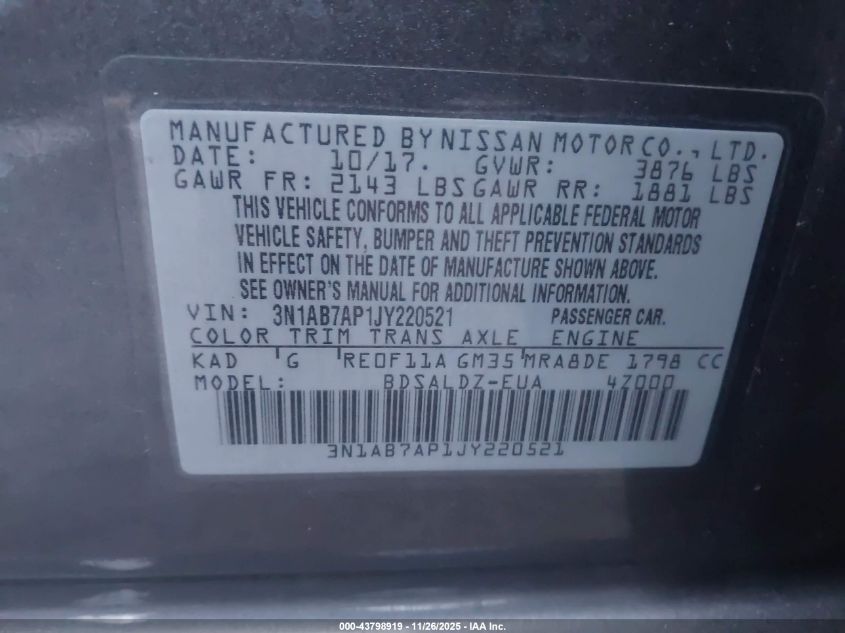 MANUFACTURED BY NISSAN MOTOR CO., LTD.
DATE: 10/17. GVWR: 3876 LBS
GAWR FR: 2143 LBS GAWR RR: 1881 LBS
THIS VEHICLE CONFORMS TO ALL APPLICABLE FEDERAL MOTOR
VEHICLE SAFETY, BUMPER AND THEFT PREVENTION STANDARDS
IN EFFECT ON THE DATE OF MANUFACTURE SHOWN ABOVE.
SEE OWNER'S MANUAL FOR ADDITIONAL INFORMATION.
VIN: 3N1AB7AP1JY220521 PASSENGER CAR.
COLOR TRIM TRANS AXLE ENGINE
KAD G RE0F11A GM35 MRA8DE 1798 CC
MODEL: BDSALDZ-EUA 4Z000
3N1AB7AP1JY220521
000-43798919 - 11/26/2025 - IAA Inc.